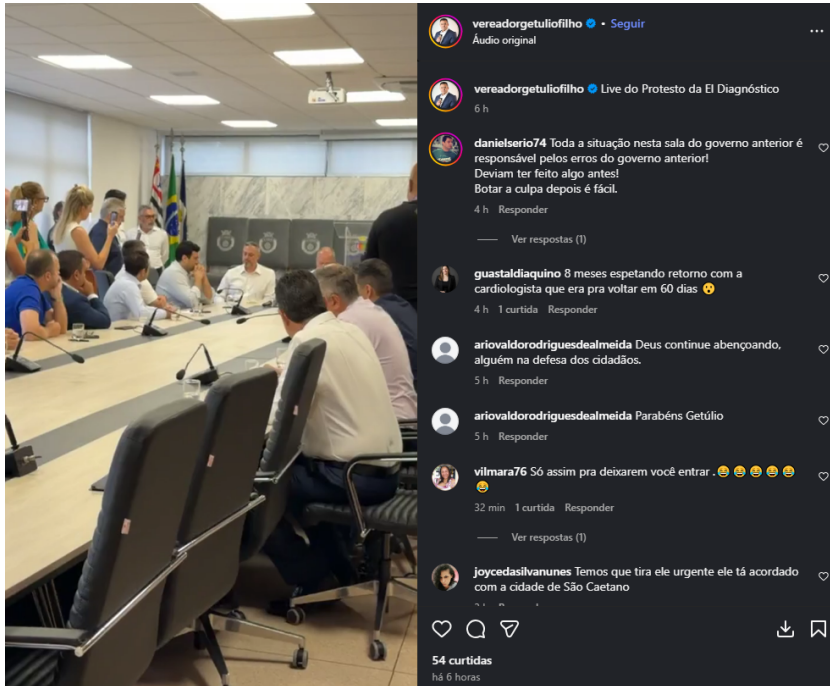 vereadorgetuliofilho • Seguir
Áudio original
vereadorgetuliofilho Live do Protesto da EI Diagnóstico
6 h
danielserio74 Toda a situação nesta sala do governo anterior é
responsável pelos erros do governo anterior!
Deviam ter feito algo antes!
Botar a culpa depois é fácil.
4 h Responder
Ver respostas (1)
guastaldiaquino 8 meses espetando retorno com a
cardiologista que era pra voltar em 60 dias 😲
4 h 1 curtida Responder
ariovaldorodriguesdealmeida Deus continue abençoando,
alguém na defesa dos cidadãos.
5 h Responder
ariovaldorodriguesdealmeida Parabéns Getúlio
5 h Responder
vilmara76 Só assim pra deixarem você entrar .😂😂😂😂😂
😂
32 min 1 curtida Responder
Ver respostas (1)
joycedasilvanunes Temos que tira ele urgente ele tá acordado
com a cidade de São Caetano
54 curtidas
há 6 horas